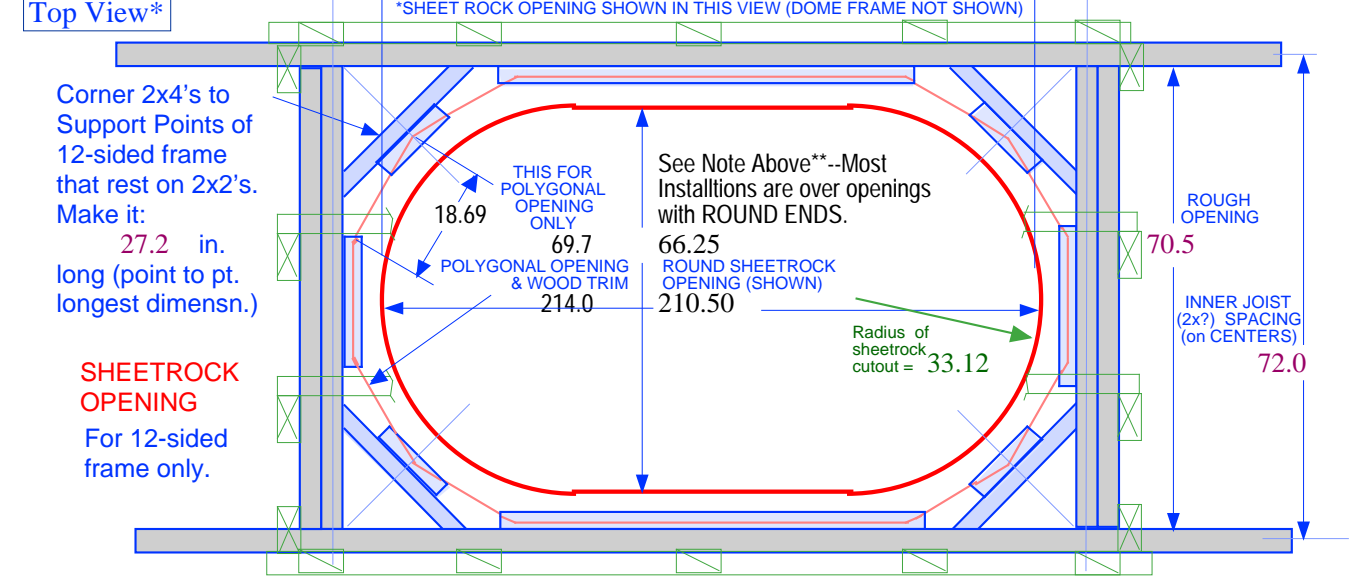 Top View*
*SHEET ROCK OPENING SHOWN IN THIS VIEW (DOME FRAME NOT SHOWN)
Corner 2x4's to
Support Points of
12-sided frame
that rest on 2x2's.
Make it:
27.2 in.
long (point to pt.
longest dimensn.)
SHEETROCK
OPENING
For 12-sided
frame only.
18.69
THIS FOR
POLYGONAL
OPENING
ONLY
69.7
POLYGONAL OPENING
& WOOD TRIM
214.0
See Note Above**--Most
Installtions are over openings
with ROUND ENDS.
66.25
ROUND SHEETROCK
OPENING (SHOWN)
210.50
Radius of
sheetrock
cutout = 33.12
ROUGH
OPENING
70.5
INNER JOIST
(2x?) SPACING
(on CENTERS)
72.0